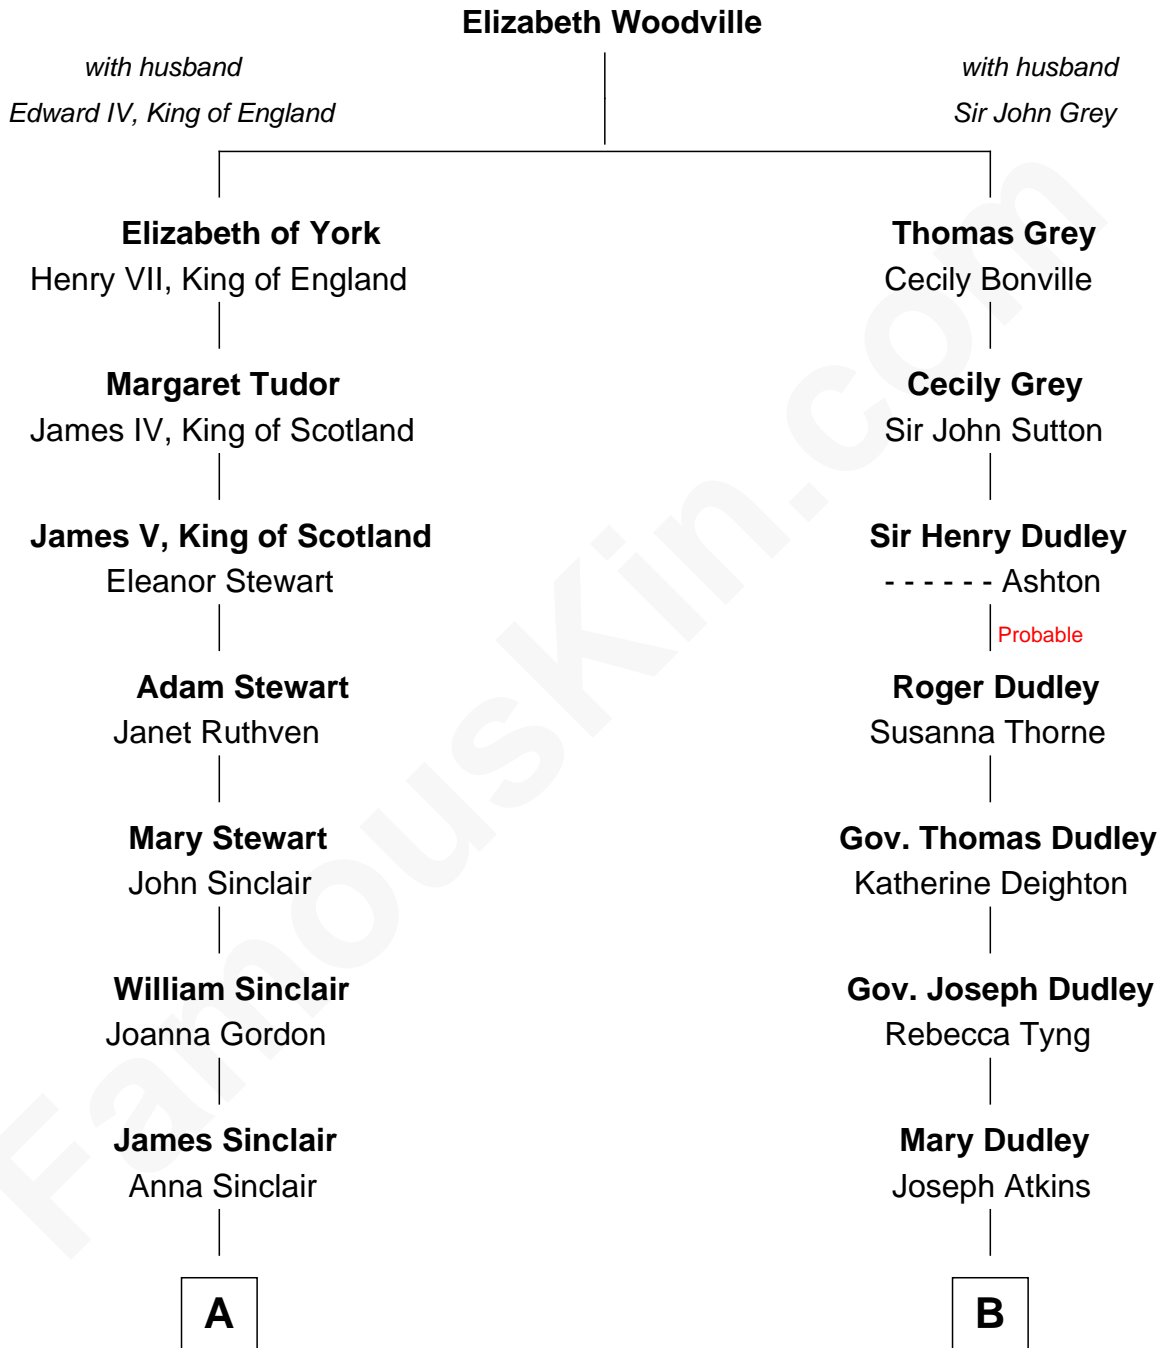 Elizabeth Woodville
with husband
Edward IV, King of England
with husband
Sir John Grey
Elizabeth of York
Henry VII, King of England
Thomas Grey
Cecily Bonville
Margaret Tudor
James IV, King of Scotland
Cecily Grey
Sir John Sutton
James V, King of Scotland
Eleanor Stewart
Sir Henry Dudley
- - - - - - Ashton
Probable
Adam Stewart
Janet Ruthven
Roger Dudley
Susanna Thorne
Mary Stewart
John Sinclair
Gov. Thomas Dudley
Katherine Deighton
William Sinclair
Joanna Gordon
Gov. Joseph Dudley
Rebecca Tyng
James Sinclair
Anna Sinclair
Mary Dudley
Joseph Atkins
A
B
FamousKin.com